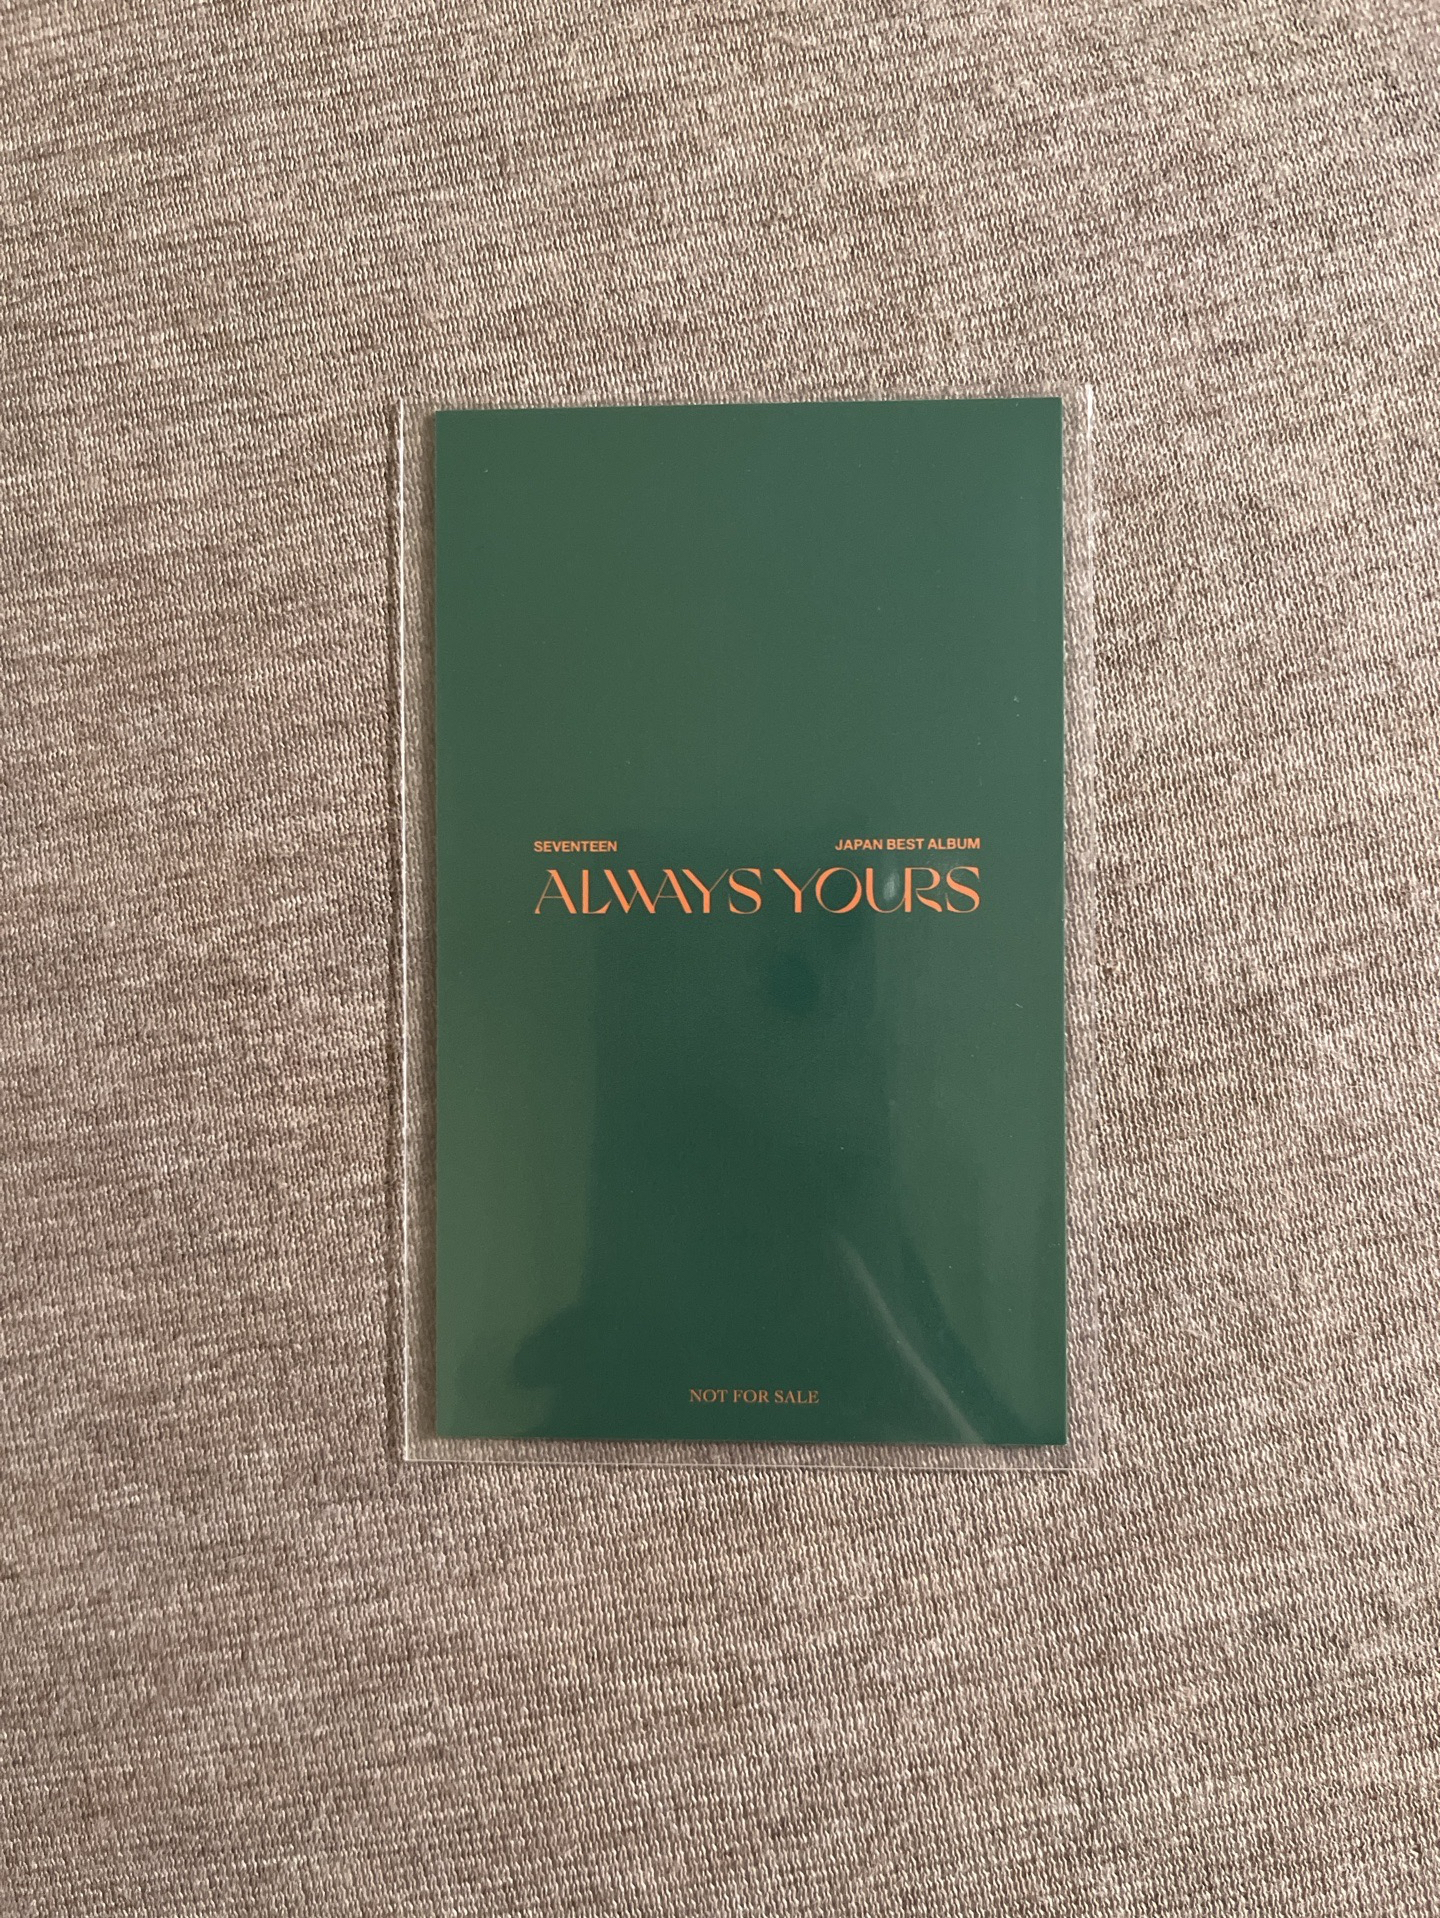 SEVENTEEN JAPAN BEST ALBUM
ALWAYS YOURS
NOT FOR SALE